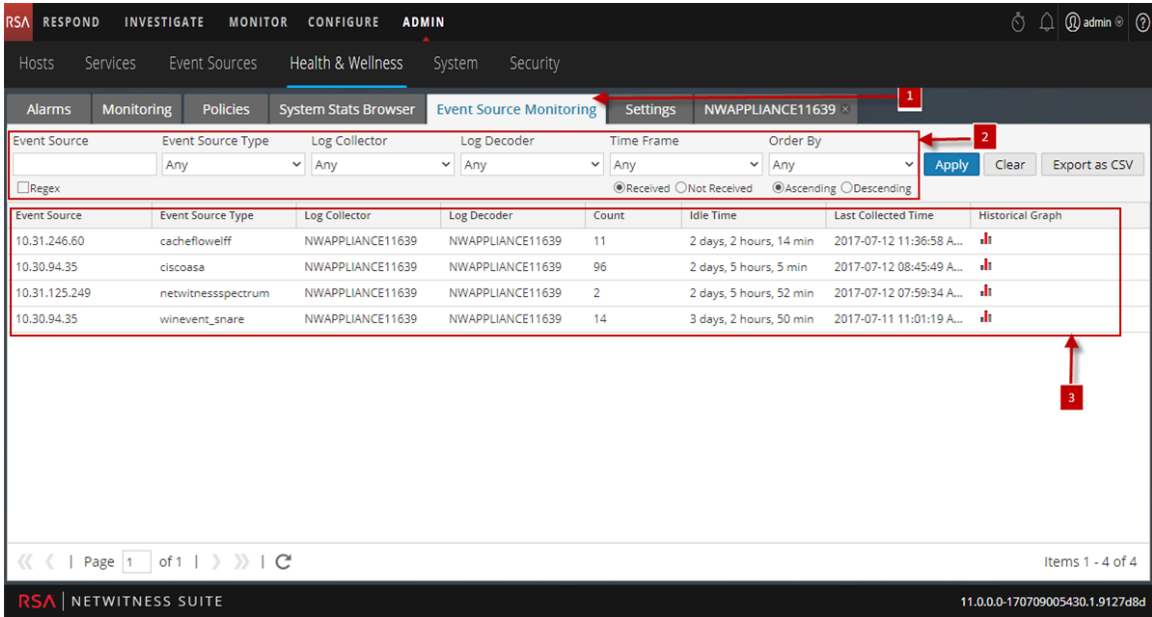 RSA RESPOND INVESTIGATE MONITOR CONFIGURE ADMIN admin
Hosts Services Event Sources Health & Wellness System Security
Alarms Monitoring Policies System Stats Browser Event Source Monitoring Settings NWAPPLIANCE11639 ×
1
Event Source Event Source Type Log Collector Log Decoder Time Frame Order By
2
Any Any Any Any Any Apply Clear Export as CSV
Regex Received Not Received Ascending Descending
Event Source Event Source Type Log Collector Log Decoder Count Idle Time Last Collected Time Historical Graph
10.31.246.60 cacheflowelff NWAPPLIANCE11639 NWAPPLIANCE11639 11 2 days, 2 hours, 14 min 2017-07-12 11:36:58 A...
10.30.94.35 ciscoasa NWAPPLIANCE11639 NWAPPLIANCE11639 96 2 days, 5 hours, 5 min 2017-07-12 08:45:49 A...
10.31.125.249 netwitnessspectrum NWAPPLIANCE11639 NWAPPLIANCE11639 2 2 days, 5 hours, 52 min 2017-07-12 07:59:34 A...
10.30.94.35 winevent_snare NWAPPLIANCE11639 NWAPPLIANCE11639 14 3 days, 2 hours, 50 min 2017-07-11 11:01:19 A...
3
Page 1 of 1 Items 1 - 4 of 4
RSA NETWITNESS SUITE 11.0.0.0-170709005430.1.9127d8d